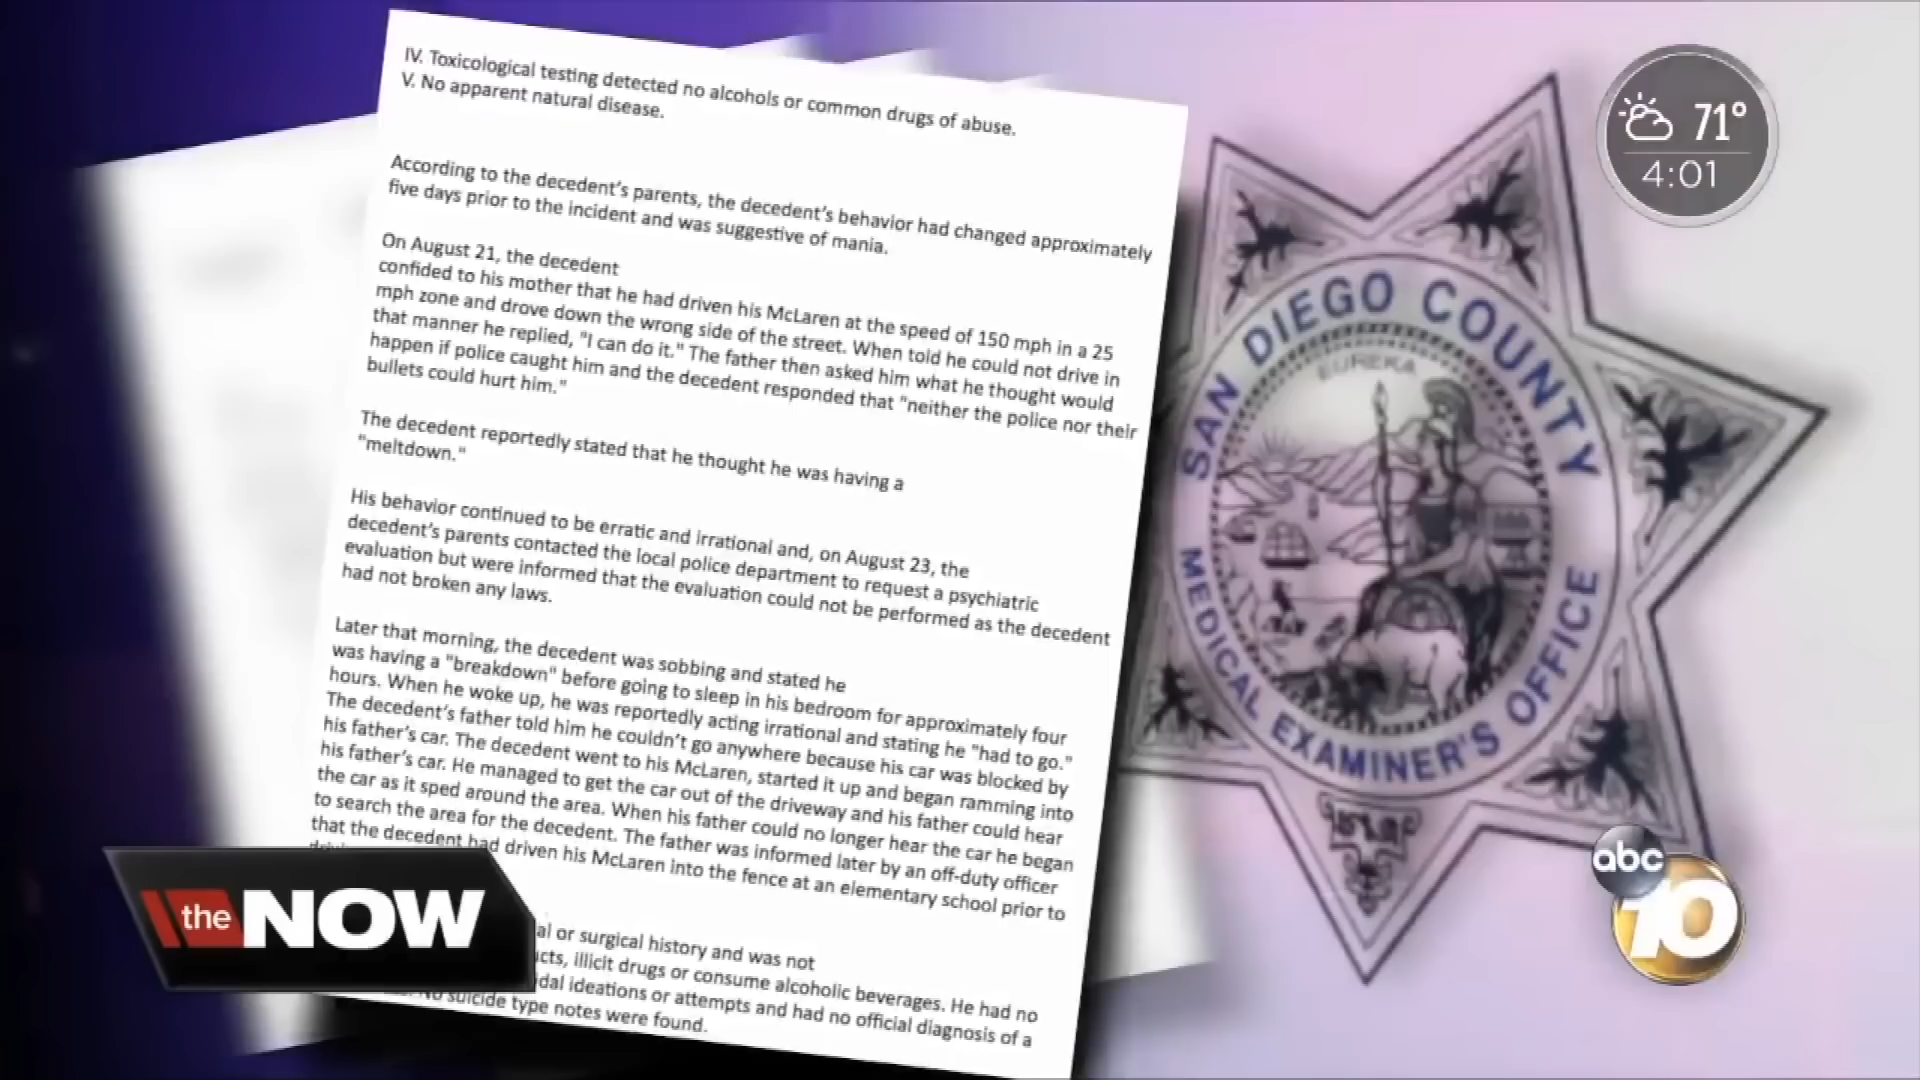 IV. Toxicological testing detected no alcohols or common drugs of abuse.
V. No apparent natural disease.
According to the decedent's parents, the decedent's behavior had changed approximately
five days prior to the incident and was suggestive of mania.
On August 21, the decedent
confided to his mother that he had driven his McLaren at the speed of 150 mph in a 25
mph zone and drove down the wrong side of the street. When told he could not drive in
that manner he replied, "I can do it." The father then asked him what he thought would
happen if police caught him and the decedent responded that "neither the police nor their
bullets could hurt him."
The decedent reportedly stated that he thought he was having a
"meltdown."
His behavior continued to be erratic and irrational and, on August 23, the
decedent's parents contacted the local police department to request a psychiatric
evaluation but were informed that the evaluation could not be performed as the decedent
had not broken any laws.
Later that morning, the decedent was sobbing and stated he
was having a "breakdown" before going to sleep in his bedroom for approximately four
hours. When he woke up, he was reportedly acting irrational and stating he "had to go."
The decedent's father told him he couldn't go anywhere because his car was blocked by
his father's car. The decedent went to his McLaren, started it up and began ramming into
his father's car. He managed to get the car out of the driveway and his father could hear
the car as it sped around the area. When his father could no longer hear the car he began
to search the area for the decedent. The father was informed later by an off-duty officer
that the decedent had driven his McLaren into the fence at an elementary school prior to
al or surgical history and was not
ucts, illicit drugs or consume alcoholic beverages. He had no
dal ideations or attempts and had no official diagnosis of a
No suicide type notes were found.
71°
4:01
SAN DIEGO COUNTY
EUREKA
MEDICAL EXAMINER'S OFFICE
the NOW
abc
10